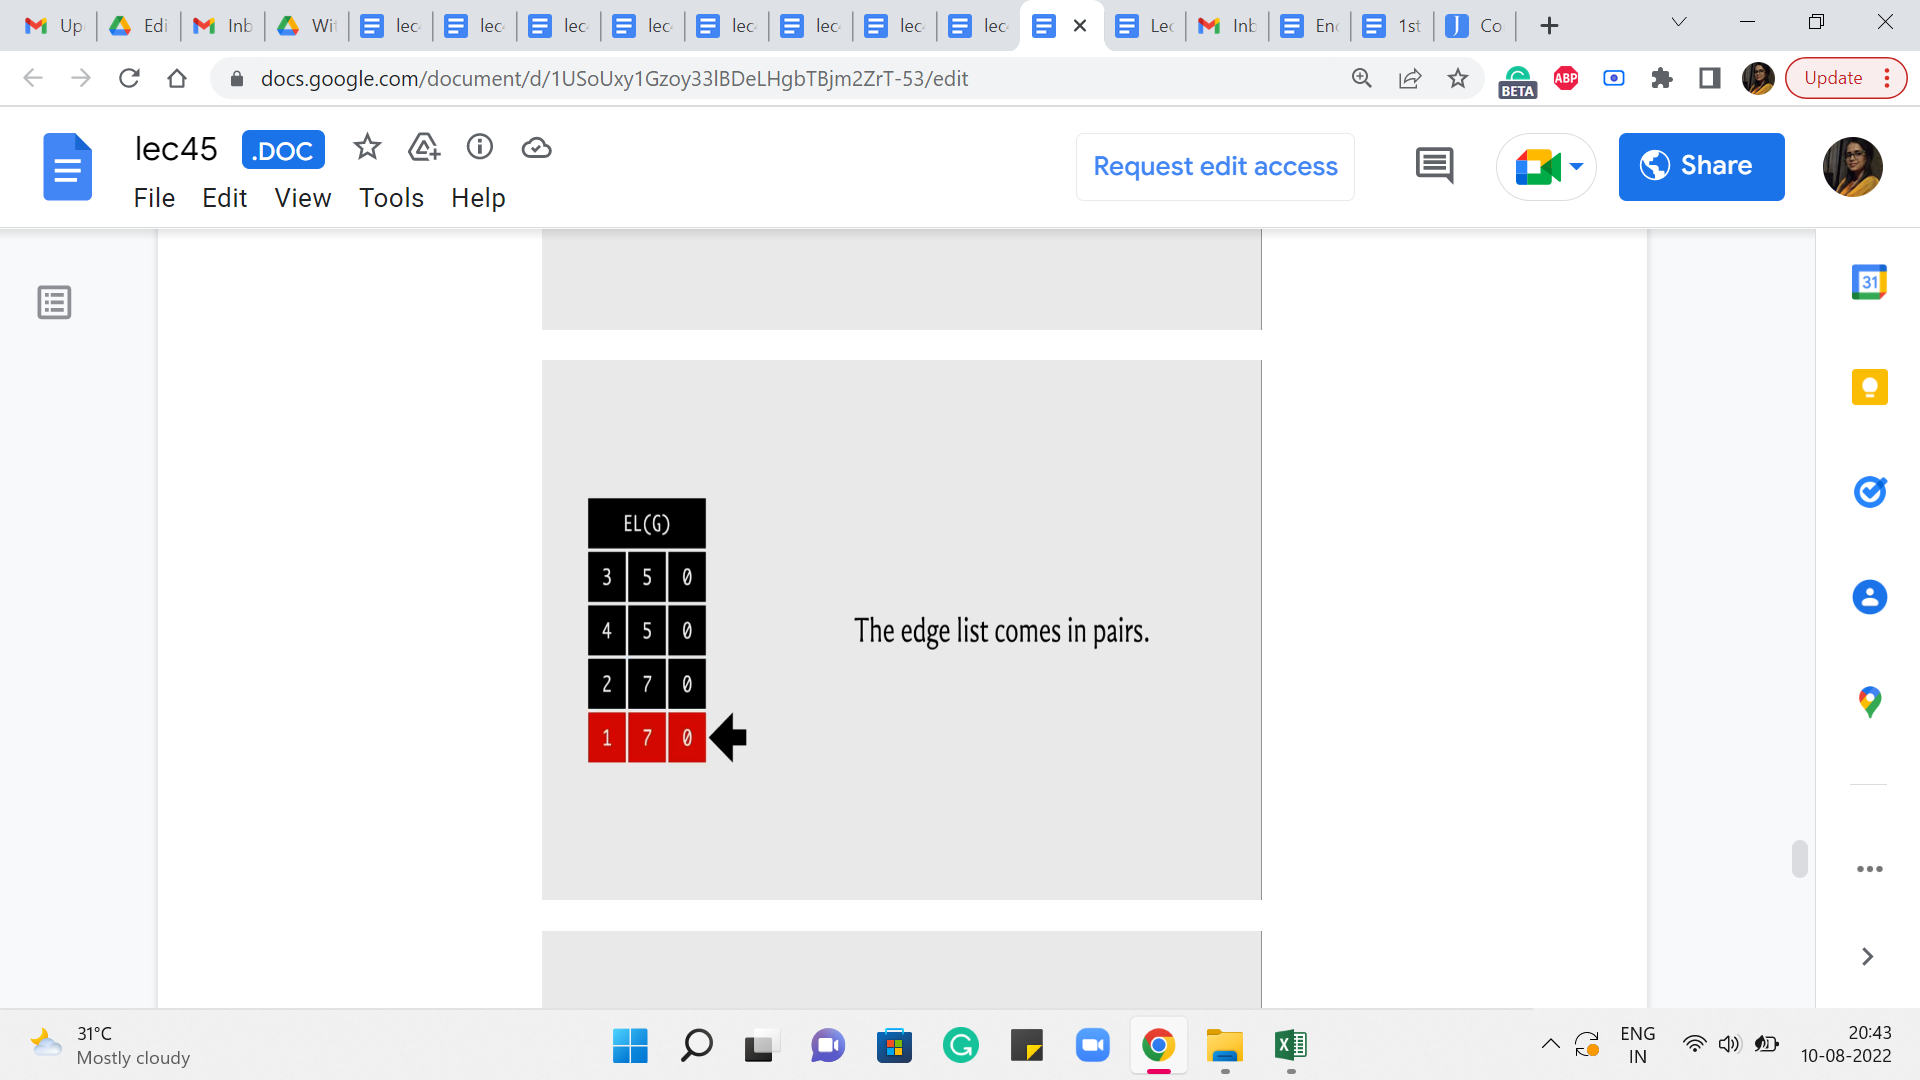 Up
Edi
Inb
Wit
lec
lec
lec
lec
lec
lec
lec
lec
Lec
Inb
Enc
1st
Co
docs.google.com/document/d/1USoUxy1Gzoy33lBDeLHgbTBjm2ZrT-53/edit
BETA
ABP
Update
lec45
.DOC
File Edit View Tools Help
Request edit access
Share
31
EL(G)
3 5 0
4 5 0
2 7 0
1 7 0
The edge list comes in pairs.
31°C
Mostly cloudy
ENG
IN
20:43
10-08-2022